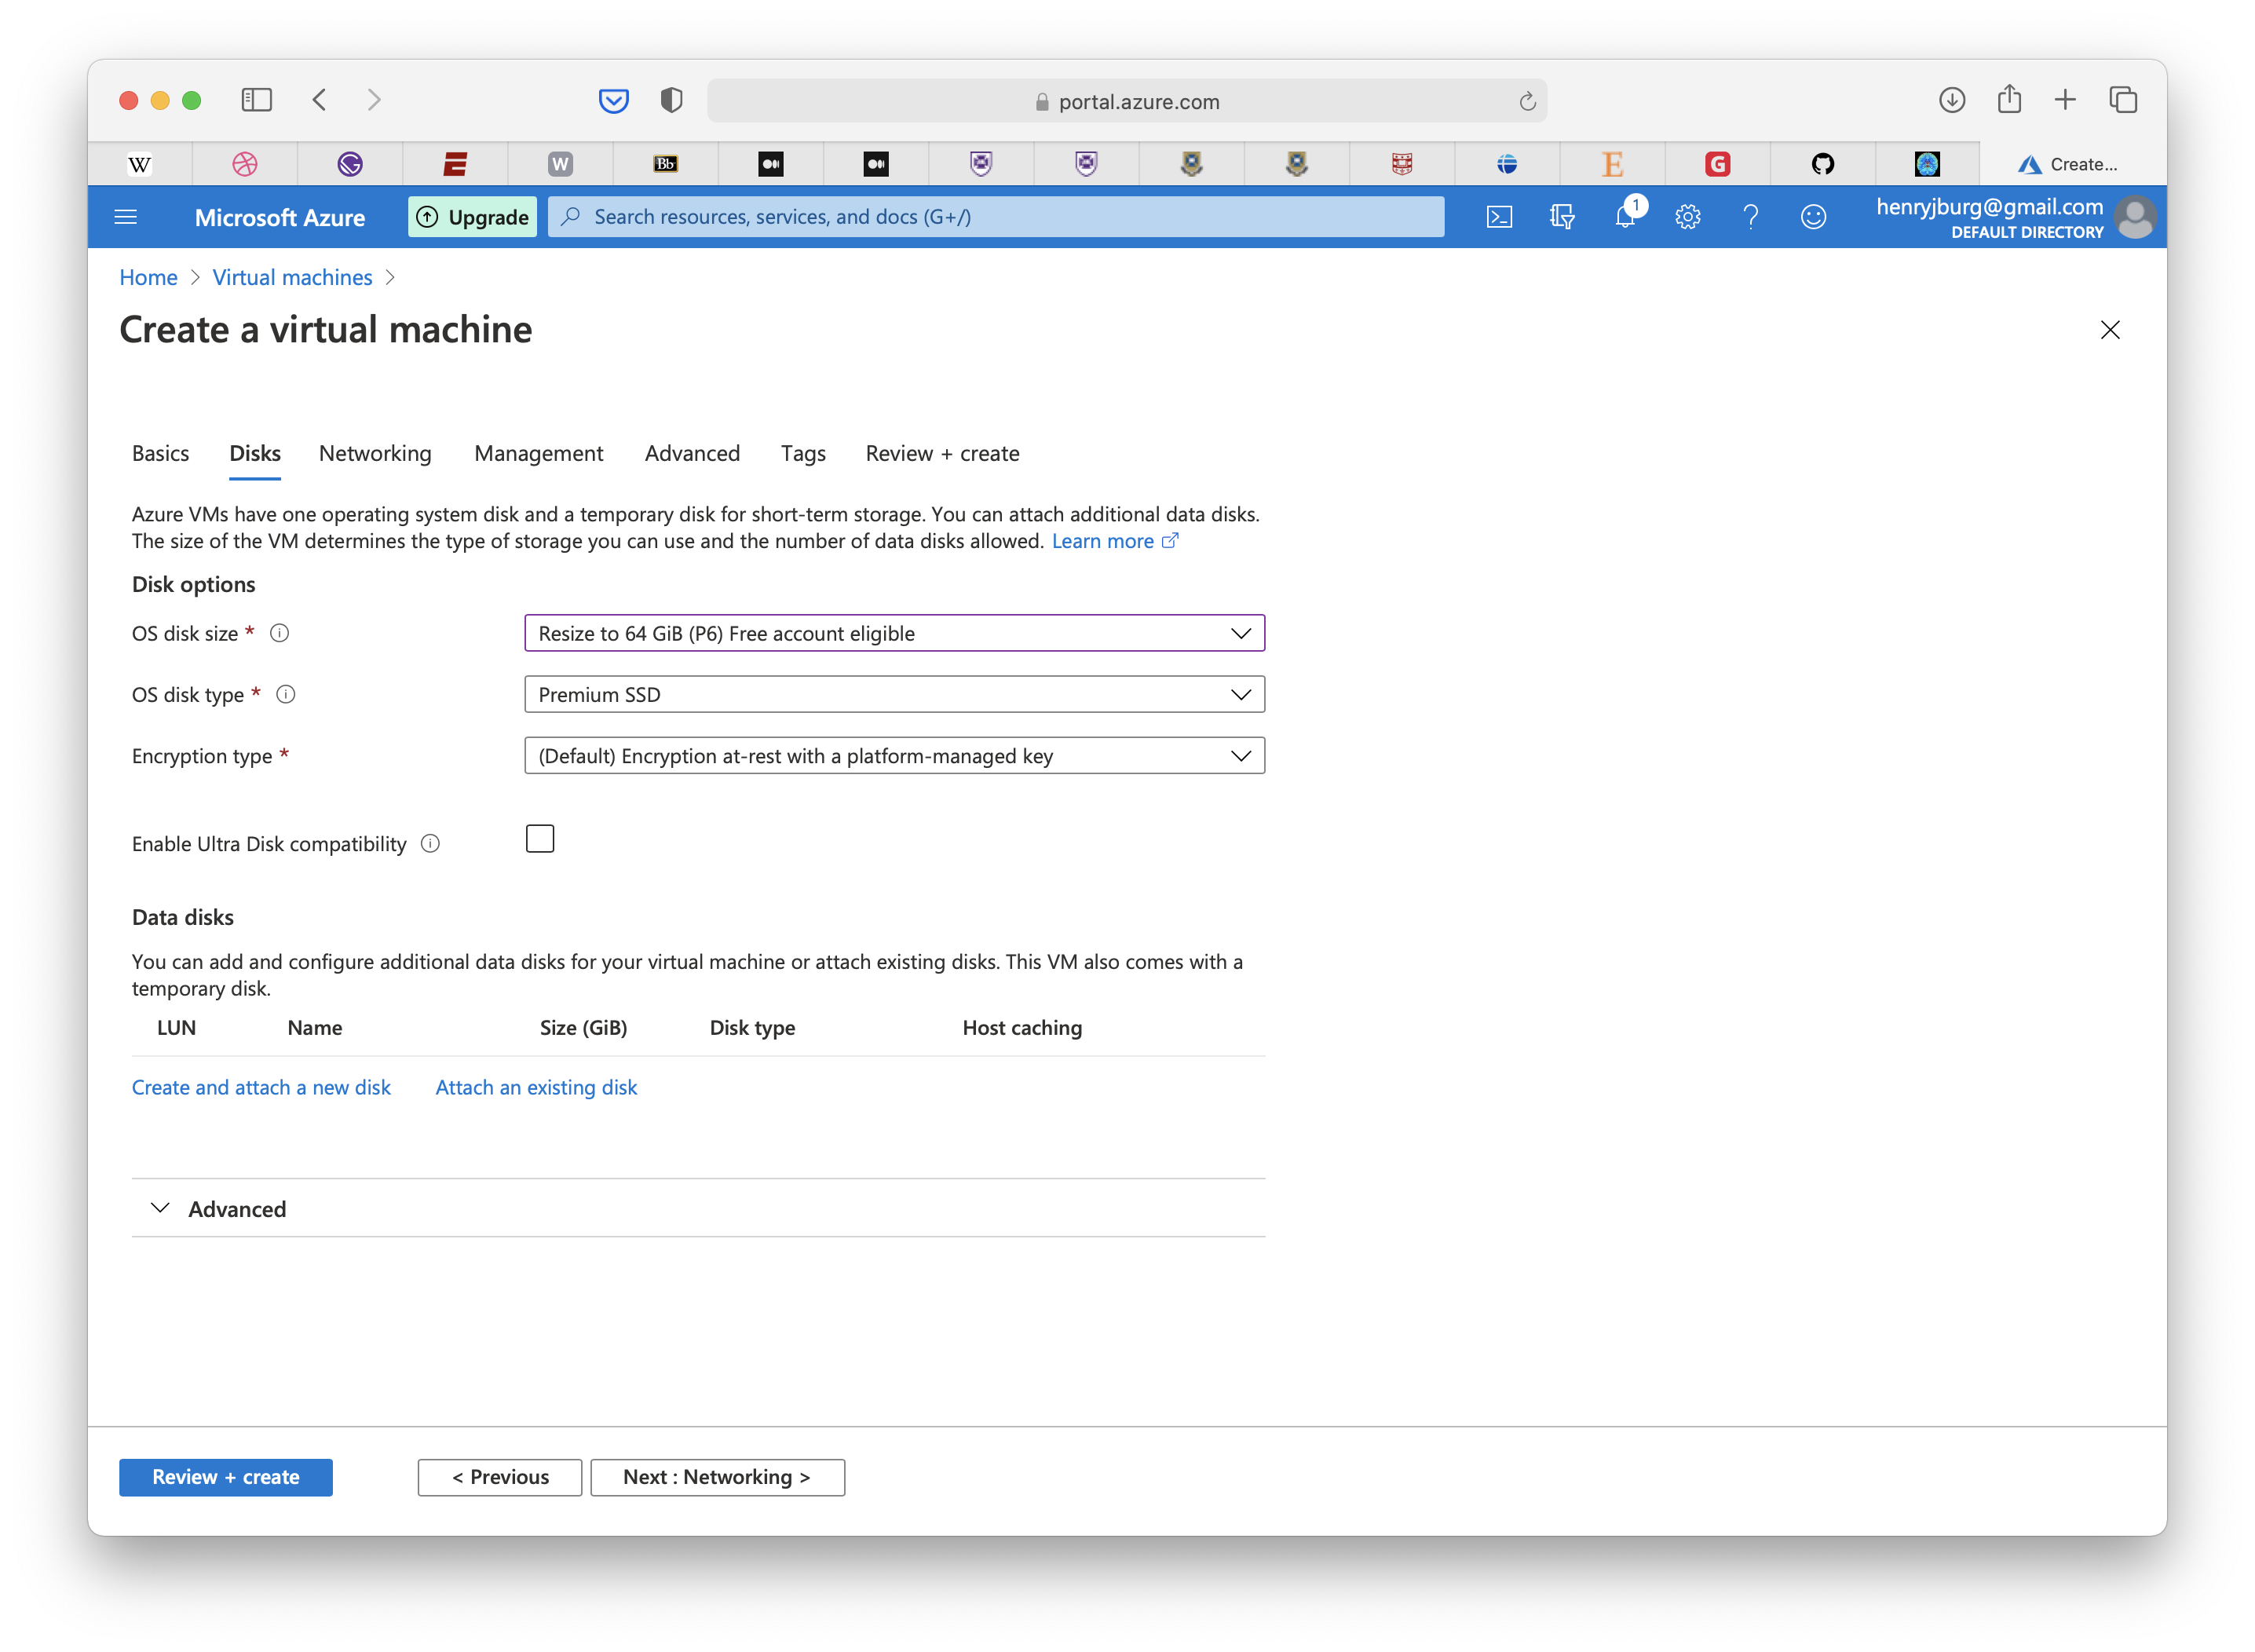 portal.azure.com
W
W
Bb
E
G
Create...
Microsoft Azure
Upgrade
Search resources, services, and docs (G+/)
1
henryjburg@gmail.com
DEFAULT DIRECTORY
Home > Virtual machines >
Create a virtual machine
Basics Disks Networking Management Advanced Tags Review + create
Azure VMs have one operating system disk and a temporary disk for short-term storage. You can attach additional data disks.
The size of the VM determines the type of storage you can use and the number of data disks allowed. Learn more
Disk options
OS disk size * Resize to 64 GiB (P6) Free account eligible
OS disk type * Premium SSD
Encryption type * (Default) Encryption at-rest with a platform-managed key
Enable Ultra Disk compatibility
Data disks
You can add and configure additional data disks for your virtual machine or attach existing disks. This VM also comes with a
temporary disk.
LUN Name Size (GiB) Disk type Host caching
Create and attach a new disk Attach an existing disk
Advanced
Review + create < Previous Next : Networking >